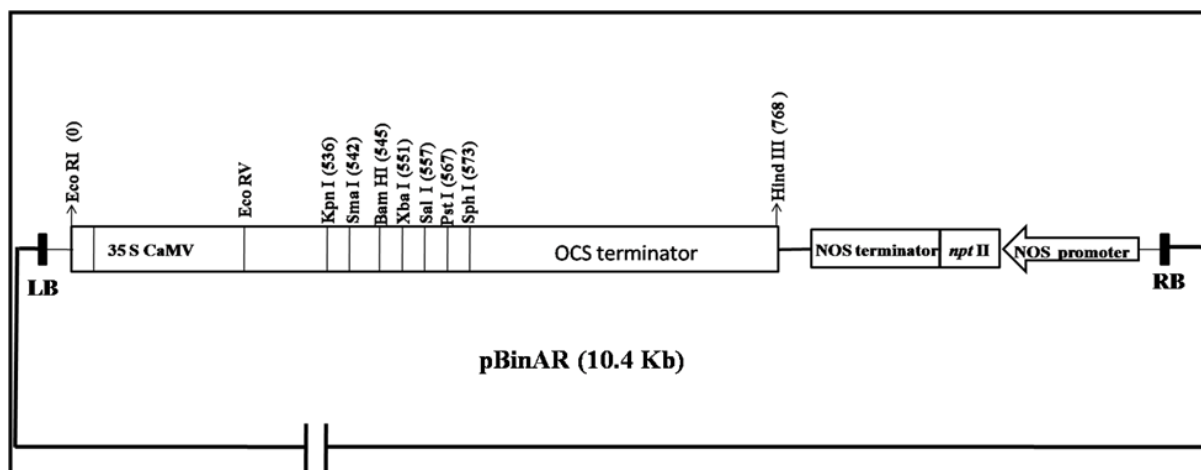 Eco RI (0)
Eco RV
Kpn I (536)
Sma I (542)
Bam HI (545)
Xba I (551)
Sal I (557)
Pst I (567)
Sph I (573)
Hind III (768)
35 S CaMV
OCS terminator
NOS terminator
npt II
NOS promoter
LB
RB
pBinAR (10.4 Kb)